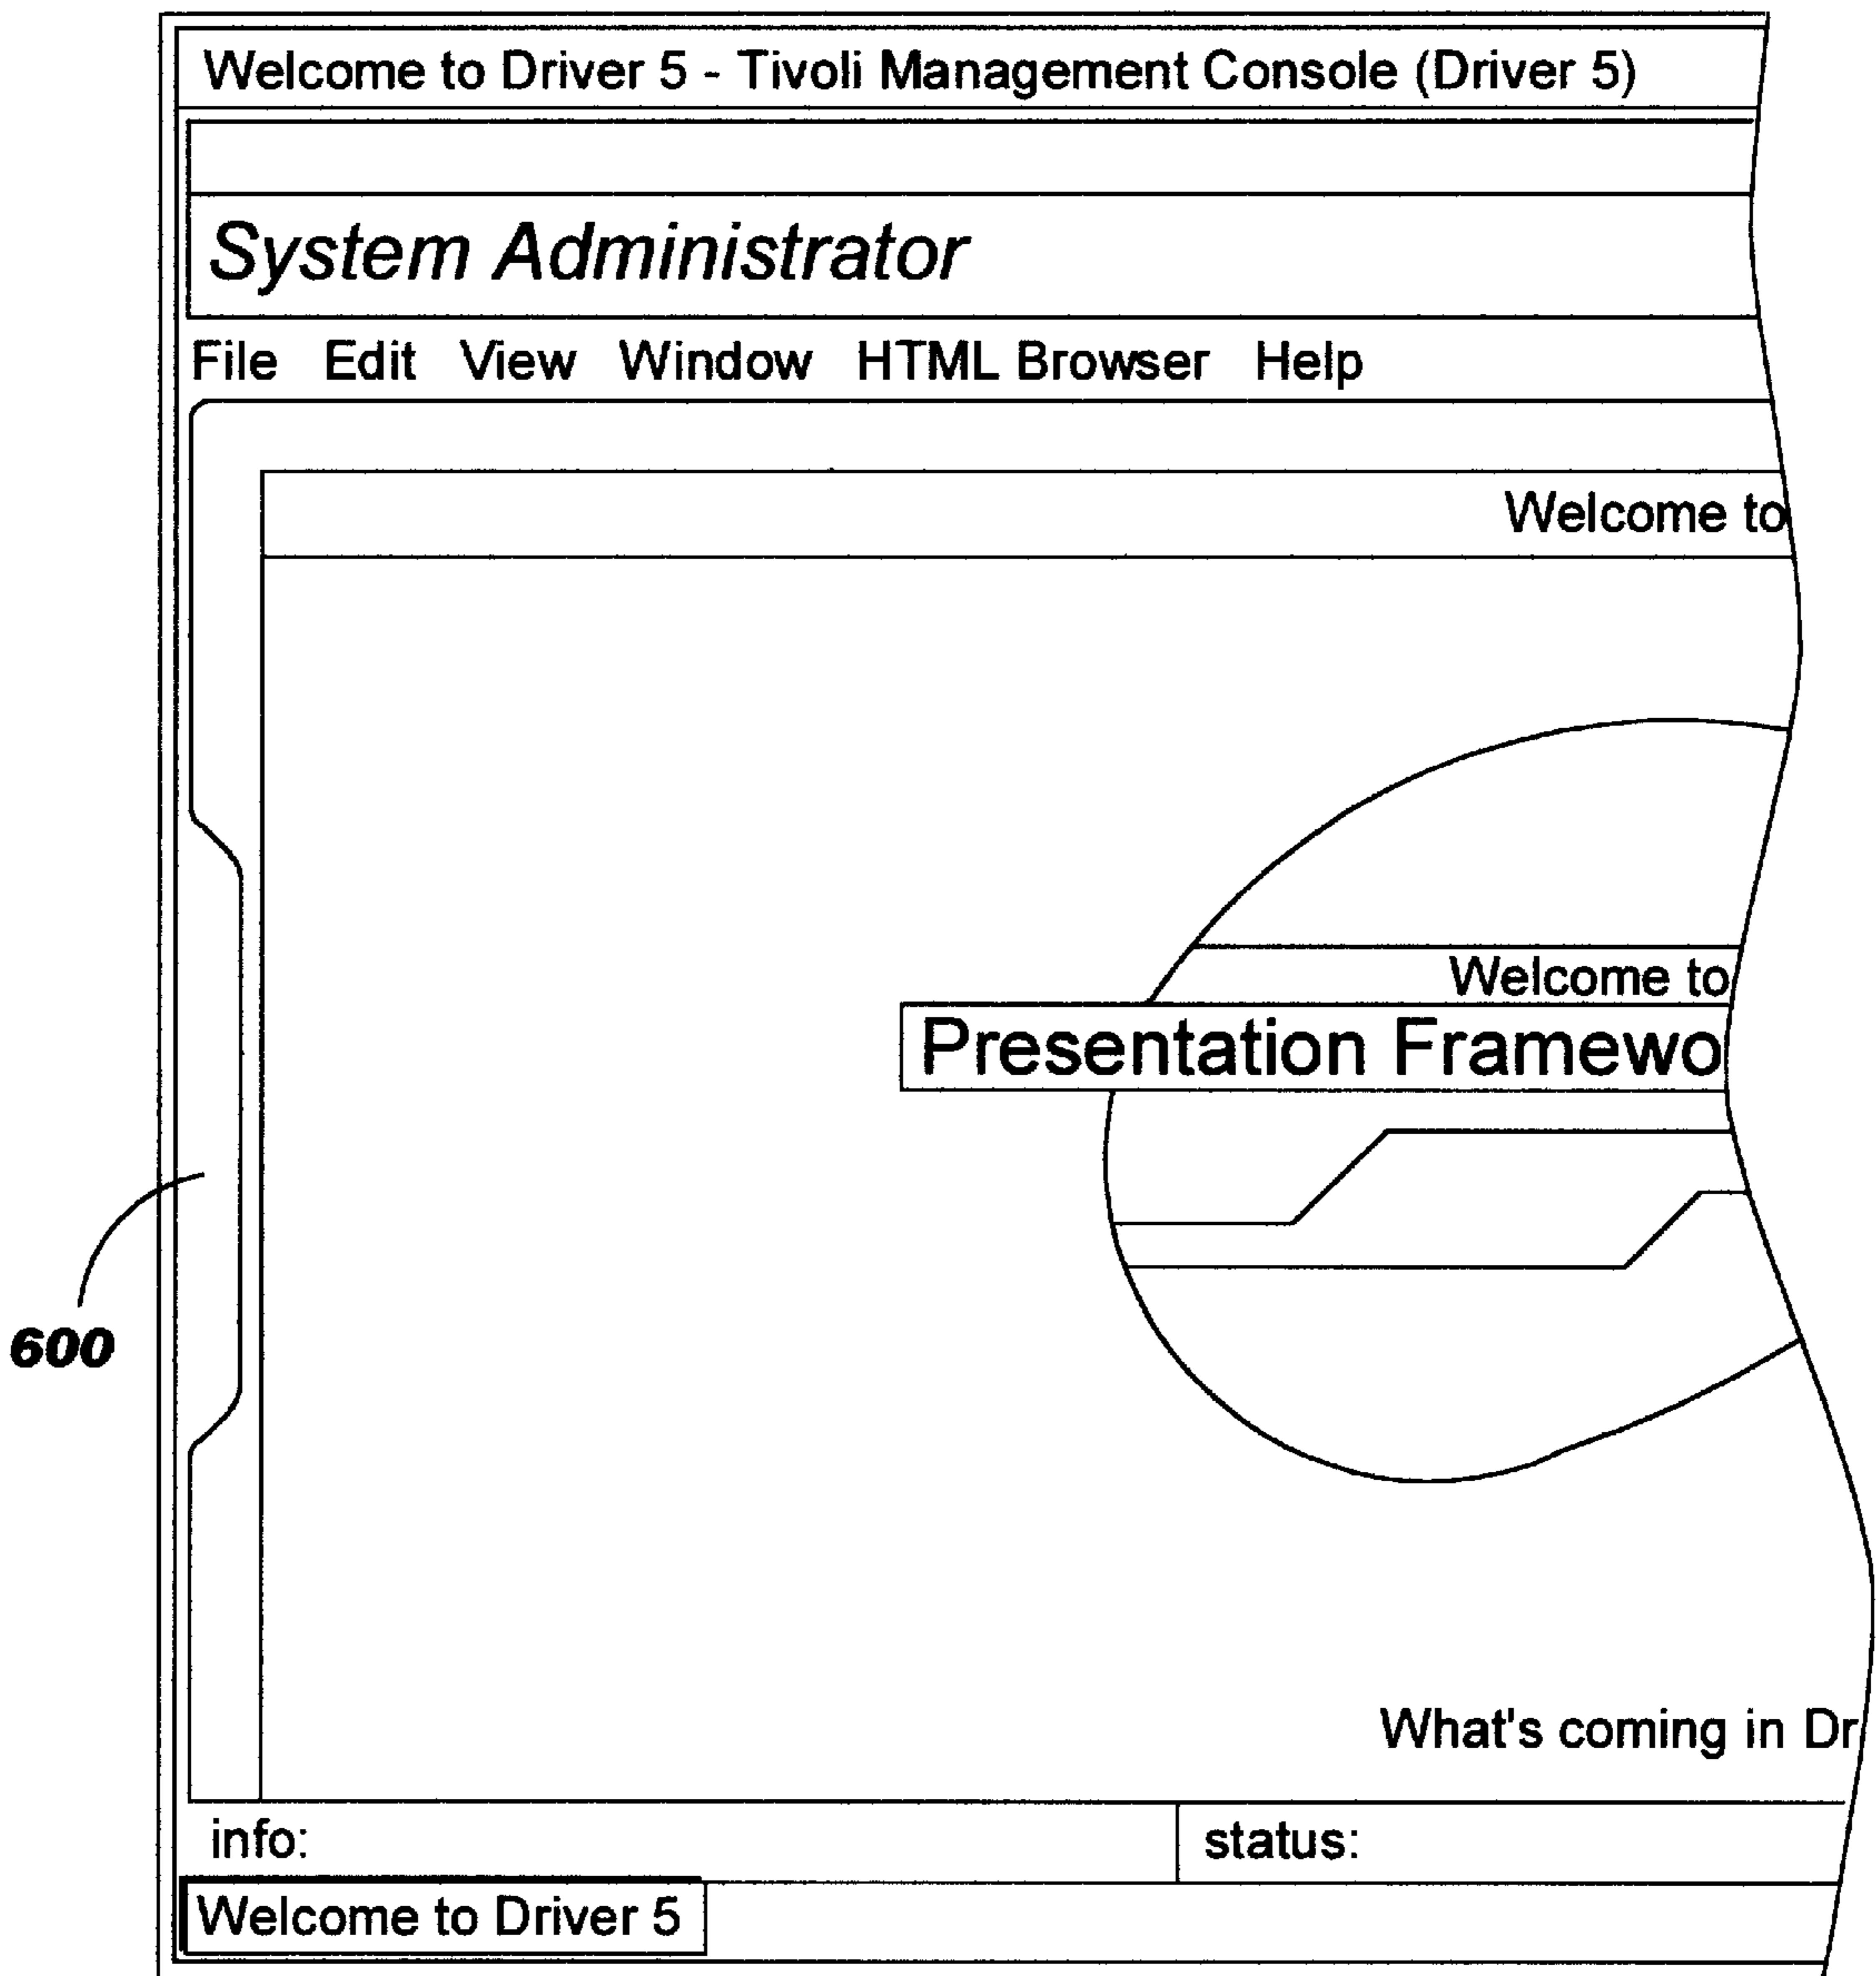 Welcome to Driver 5 - Tivoli Management Console (Driver 5)
System Administrator
File Edit View Window HTML Browser Help
Welcome to
Welcome to
Presentation Framewo
600
What's coming in Dr
info: status:
Welcome to Driver 5